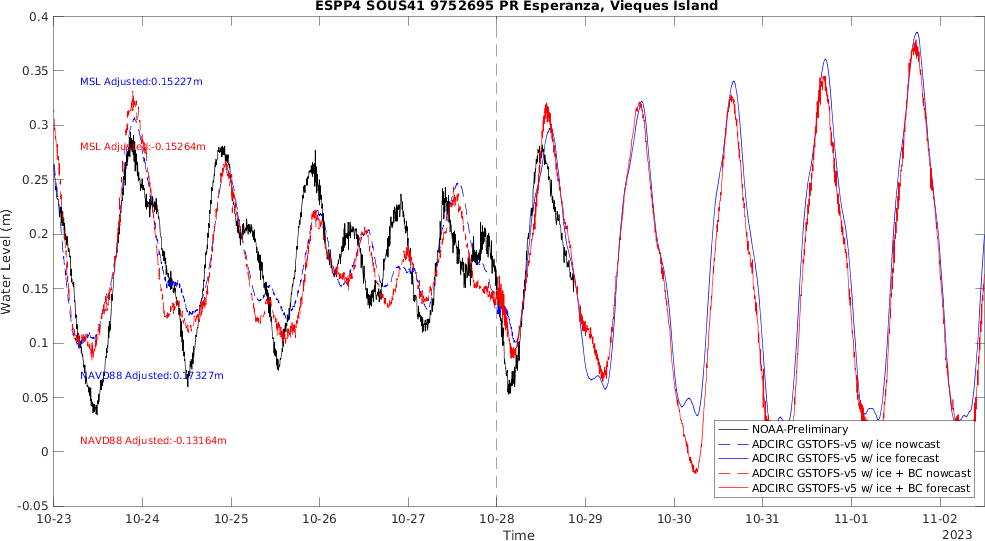 ESPP4 SOUS41 9752695 PR Esperanza, Vieques Island
0.4
0.35
0.3
0.25
0.2
0.15
0.1
0.05
0
-0.05
Water Level (m)
MSL Adjusted:0.15227m
MSL Adjusted:-0.15264m
NAVD88 Adjusted:0.17327m
NAVD88 Adjusted:-0.13164m
NOAA-Preliminary
ADCIRC GSTOFS-v5 w/ ice nowcast
ADCIRC GSTOFS-v5 w/ ice forecast
ADCIRC GSTOFS-v5 w/ ice + BC nowcast
ADCIRC GSTOFS-v5 w/ ice + BC forecast
10-23 10-24 10-25 10-26 10-27 10-28 10-29 10-30 10-31 11-01 11-02
2023
Time